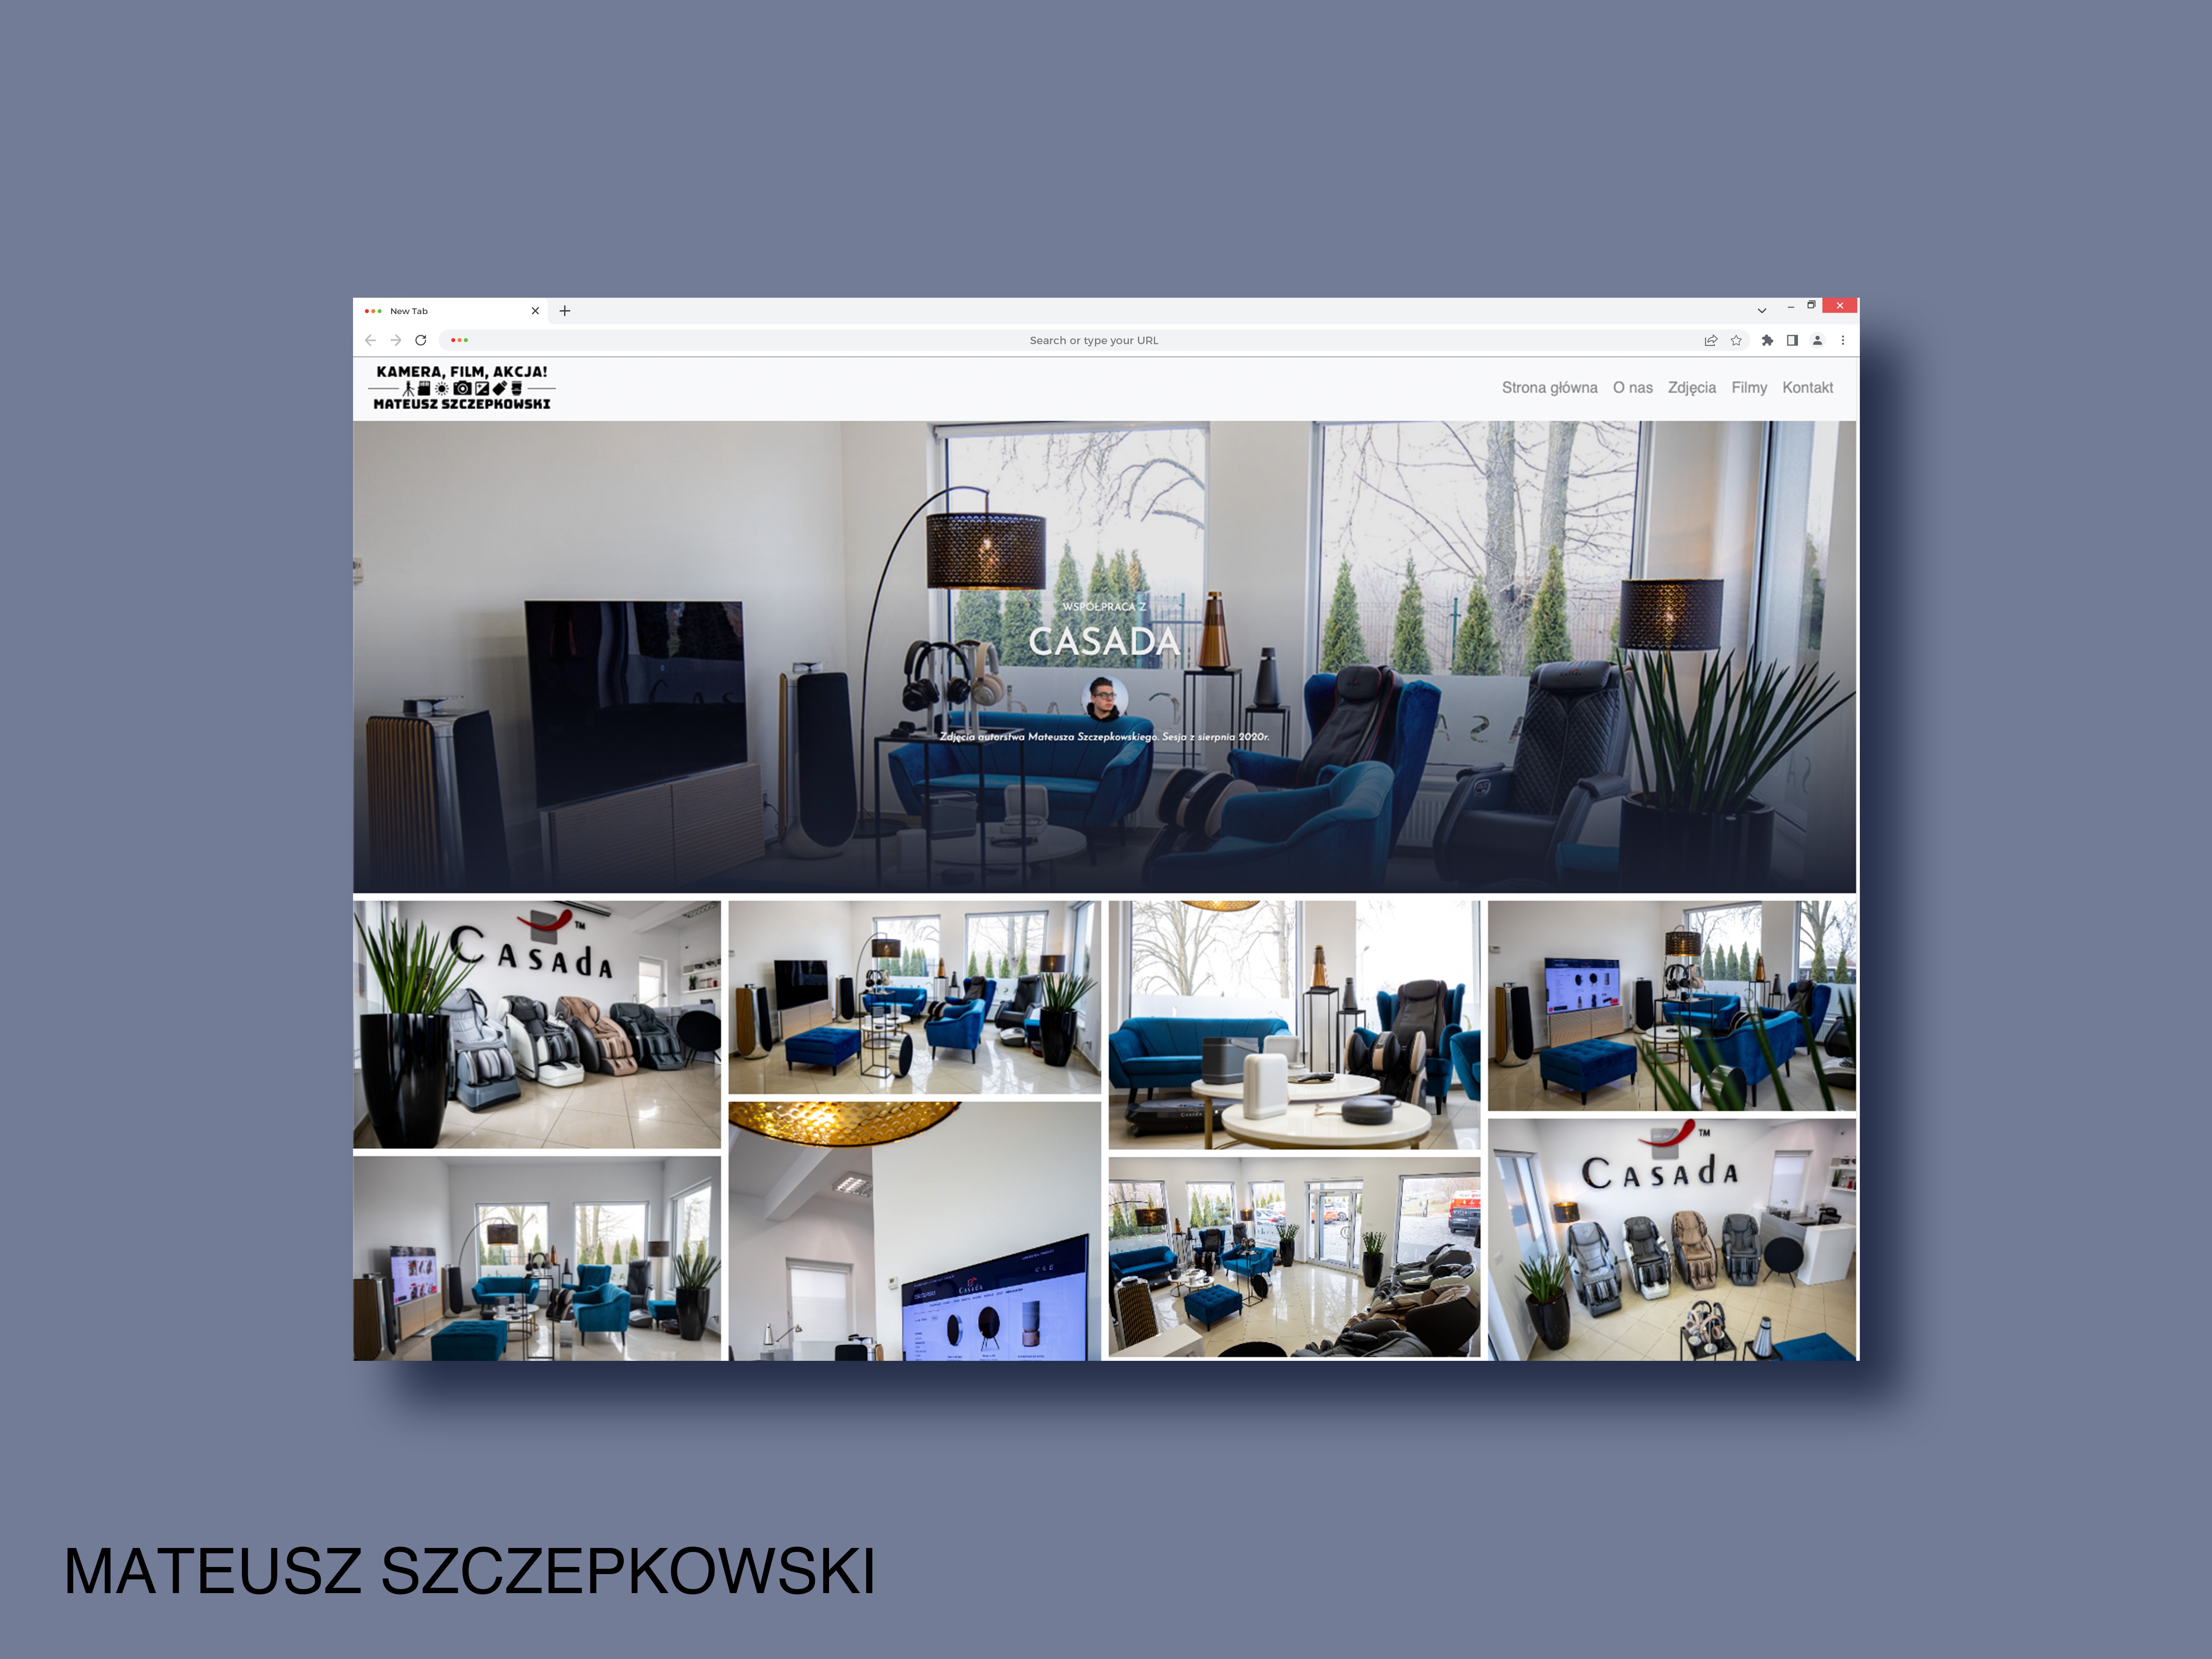 New Tab
Search or type your URL
KAMERA, FILM, AKCJA!
MATEUSZ SZCZEPKOWSKI
Strona główna O nas Zdjęcia Filmy Kontakt
WSPÓŁPRACA Z
CASADA
Zdjęcia autorstwa Mateusza Szczepkowskiego. Sesja z sierpnia 2020r.
CASAdA TM
CASAdA
CASAdA TM
MATEUSZ SZCZEPKOWSKI